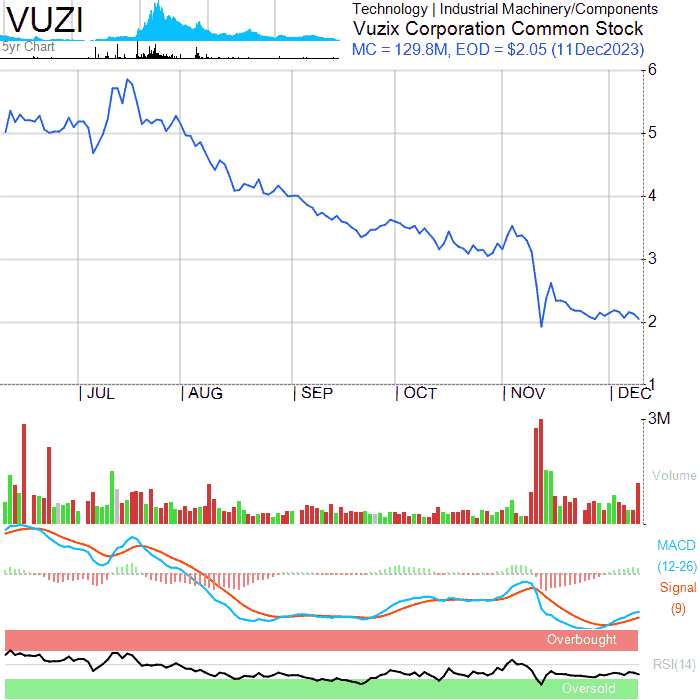 VUZI
5yr Chart
Technology | Industrial Machinery/Components
Vuzix Corporation Common Stock
MC = 129.8M, EOD = $2.05 (11Dec2023)
6
5
4
3
2
1
| JUL | AUG | SEP | OCT | NOV | DEC
3M
Volume
MACD
(12-26)
Signal
(9)
Overbought
RSI(14)
Oversold